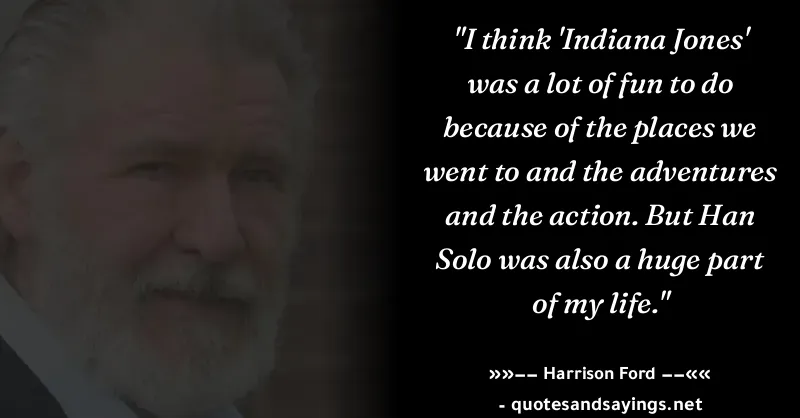 "I think 'Indiana Jones'
was a lot of fun to do
because of the places we
went to and the adventures
and the action. But Han
Solo was also a huge part
of my life."
»»-- Harrison Ford --««
- quotesandsayings.net